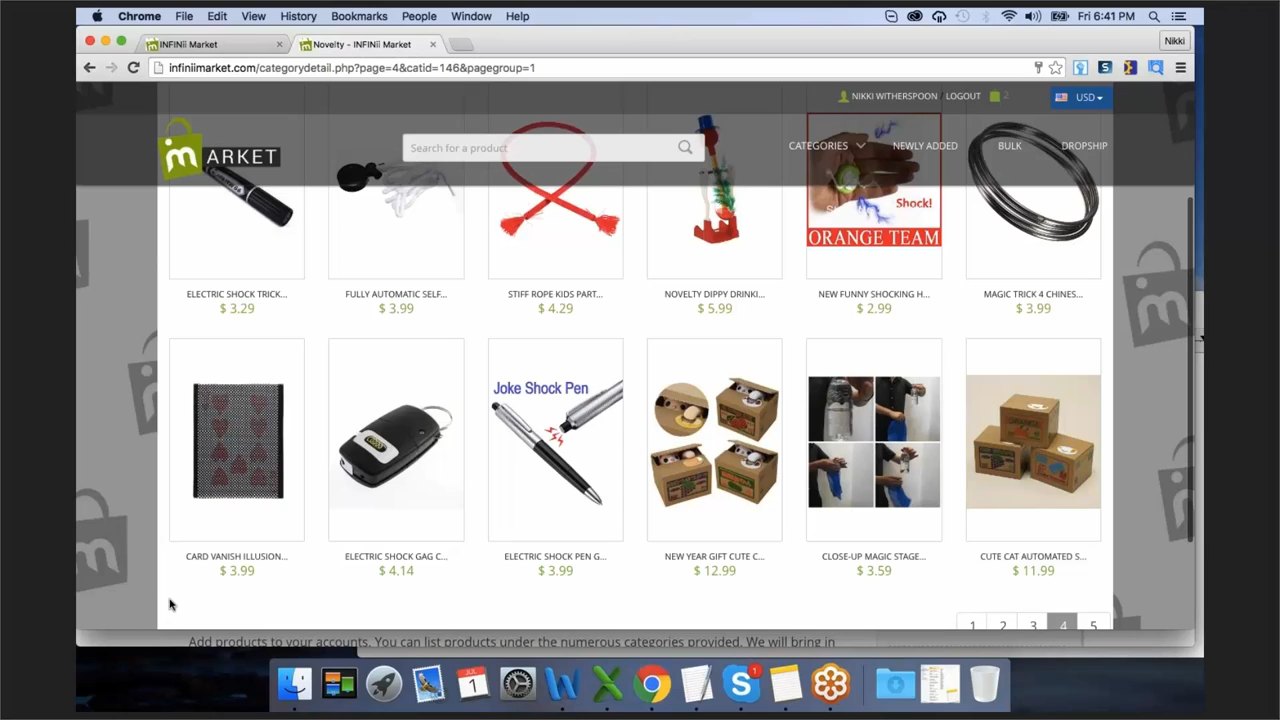 Chrome File Edit View History Bookmarks People Window Help Fri 6:41 PM
INFINii Market Novelty - INFINii Market Nikki
infiniimarket.com/categorydetail.php?page=4&catid=146&pagegroup=1
NIKKI WITHERSPOON / LOGOUT 2 USD
m ARKET Search for a product CATEGORIES NEWLY ADDED BULK DROPSHIP
Shock!
ORANGE TEAM
ELECTRIC SHOCK TRICK... FULLY AUTOMATIC SELF... STIFF ROPE KIDS PART... NOVELTY DIPPY DRINKI... NEW FUNNY SHOCKING H... MAGIC TRICK 4 CHINES...
$ 3.29 $ 3.99 $ 4.29 $ 5.99 $ 2.99 $ 3.99
Joke Shock Pen
ORANGE
CARD VANISH ILLUSION... ELECTRIC SHOCK GAG C... ELECTRIC SHOCK PEN G... NEW YEAR GIFT CUTE C... CLOSE-UP MAGIC STAGE... CUTE CAT AUTOMATED S...
$ 3.99 $ 4.14 $ 3.99 $ 12.99 $ 3.59 $ 11.99
1 2 3 4 5
Add products to your accounts. You can list products under the numerous categories provided. We will bring in
JUL
1 1